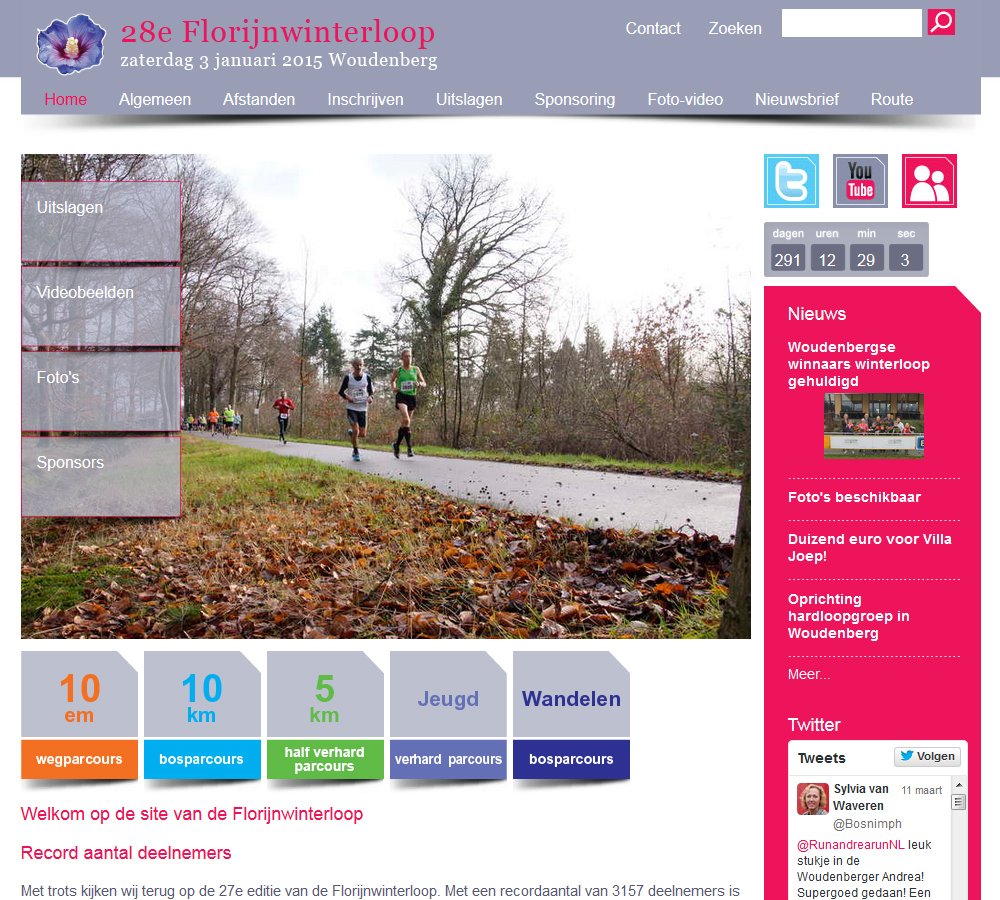 28e Florijnwinterloop
zaterdag 3 januari 2015 Woudenberg
Contact Zoeken
Home Algemeen Afstanden Inschrijven Uitslagen Sponsoring Foto-video Nieuwsbrief Route
Uitslagen
Videobeelden
Foto's
Sponsors
You
Tube
dagen uren min sec
291 12 29 3
Nieuws
Woudenbergse
winnaars winterloop
gehuldigd
Foto's beschikbaar
Duizend euro voor Villa
Joep!
Oprichting
hardloopgroep in
Woudenberg
Meer...
Twitter
Tweets Volgen
Sylvia van
Waveren
11 maart
@Bosnimph
@RunandrearunNL leuk
stukje in de
Woudenberger Andrea!
Supergoed gedaan! Een
10
em
wegparcours
10
km
bosparcours
5
km
half verhard
parcours
Jeugd
verhard parcours
Wandelen
bosparcours
Welkom op de site van de Florijnwinterloop
Record aantal deelnemers
Met trots kijken wij terug op de 27e editie van de Florijnwinterloop. Met een recordaantal van 3157 deelnemers is